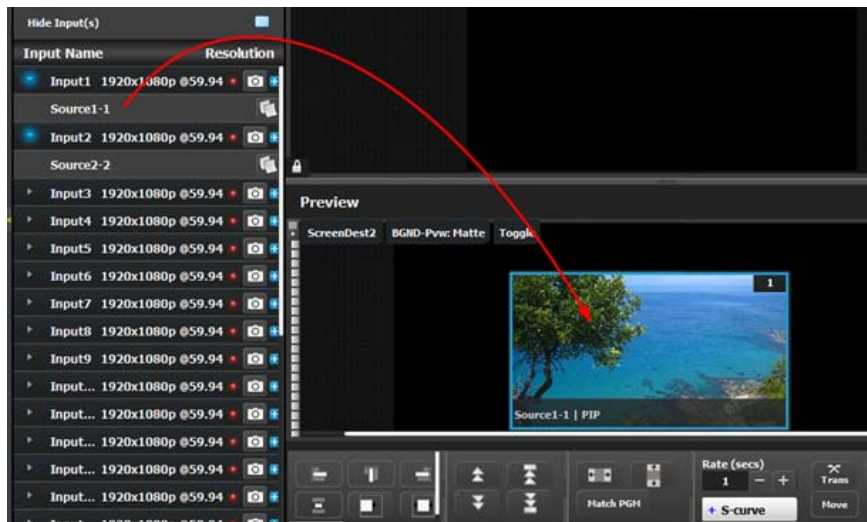 Hide Input(s)
Input Name Resolution
Input1 1920x1080p @59.94
Source1-1
Input2 1920x1080p @59.94
Source2-2
Input3 1920x1080p @59.94
Input4 1920x1080p @59.94
Input5 1920x1080p @59.94
Input6 1920x1080p @59.94
Input7 1920x1080p @59.94
Input8 1920x1080p @59.94
Input9 1920x1080p @59.94
Input... 1920x1080p @59.94
Input... 1920x1080p @59.94
Input... 1920x1080p @59.94
Input... 1920x1080p @59.94
Input... 1920x1080p @59.94
Preview
ScreenDest2 BGND-Pvw: Matte Toggle
1
Source1-1 | PIP
Match PGM
Rate (secs)
1 - +
+ S-curve
Trans
Move